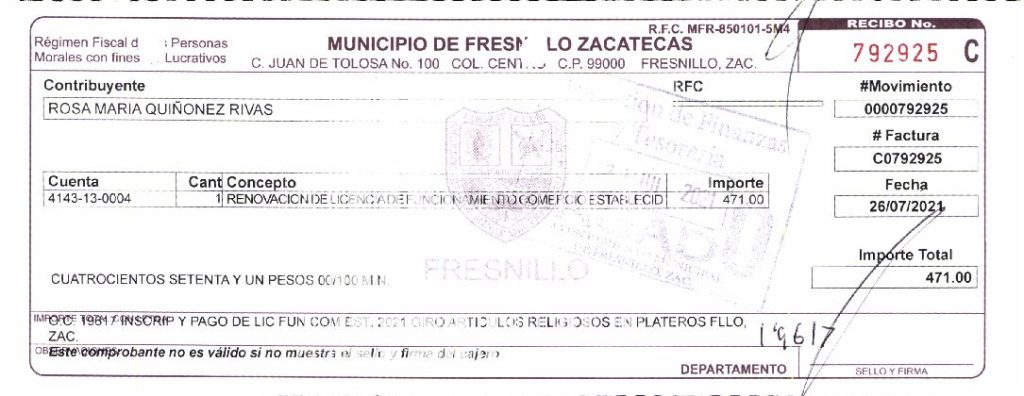 R.F.C. MFR-850101-5M4
RECIBO No.
Régimen Fiscal d Personas
Morales con fines Lucrativos
MUNICIPIO DE FRESN LO ZACATECAS
C. JUAN DE TOLOSA No. 100 COL. CENT C.P. 99000 FRESNILLO, ZAC.
792925 C
Contribuyente
RFC
#Movimiento
ROSA MARIA QUIÑONEZ RIVAS
0000792925
# Factura
C0792925
Cuenta Cant Concepto Importe
Fecha
4143-13-0004 1 RENOVACION DE LICENCIA DE FUNCIONAMIENTO COMERCIO ESTABLECID 471.00
26/07/2021
de Finanzas
Tesorería
2021
FRESNILLO
Importe Total
CUATROCIENTOS SETENTA Y UN PESOS 00/100 M.N.
471.00
O.C. 19617 INSCRIP Y PAGO DE LIC FUN COM EST. 2021 GIRO ARTICULOS RELIGIOSOS EN PLATEROS FLLO,
ZAC.
19617
Este comprobante no es válido si no muestra el sello y firma del cajero
DEPARTAMENTO
SELLO Y FIRMA